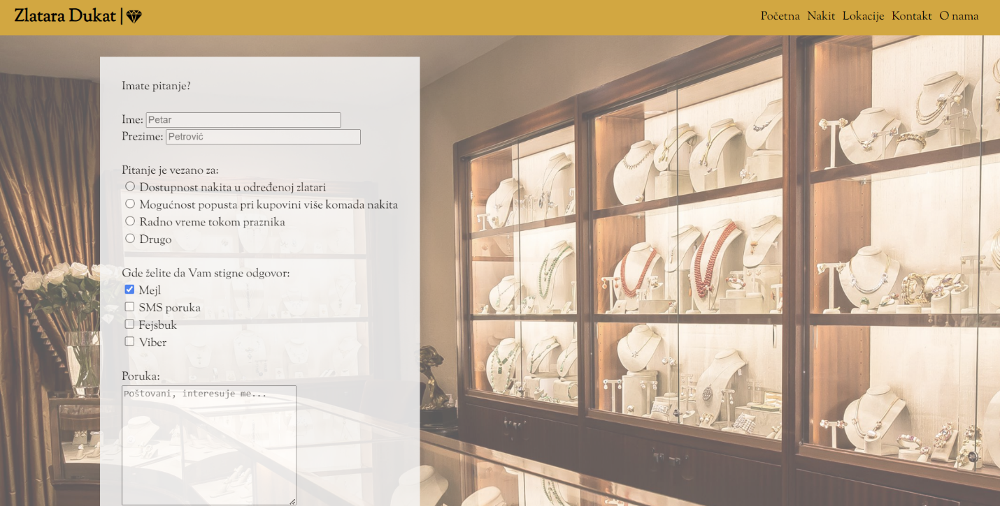 Zlatara Dukat |
Početna Nakit Lokacije Kontakt O nama
Imate pitanje?
Ime: Petar
Prezime: Petrović
Pitanje je vezano za:
Dostupnost nakita u određenoj zlatari
Mogućnost popusta pri kupovini više komada nakita
Radno vreme tokom praznika
Drugo
Gde želite da Vam stigne odgovor:
Mejl
SMS poruka
Fejsbuk
Viber
Poruka:
Poštovani, interesuje me...